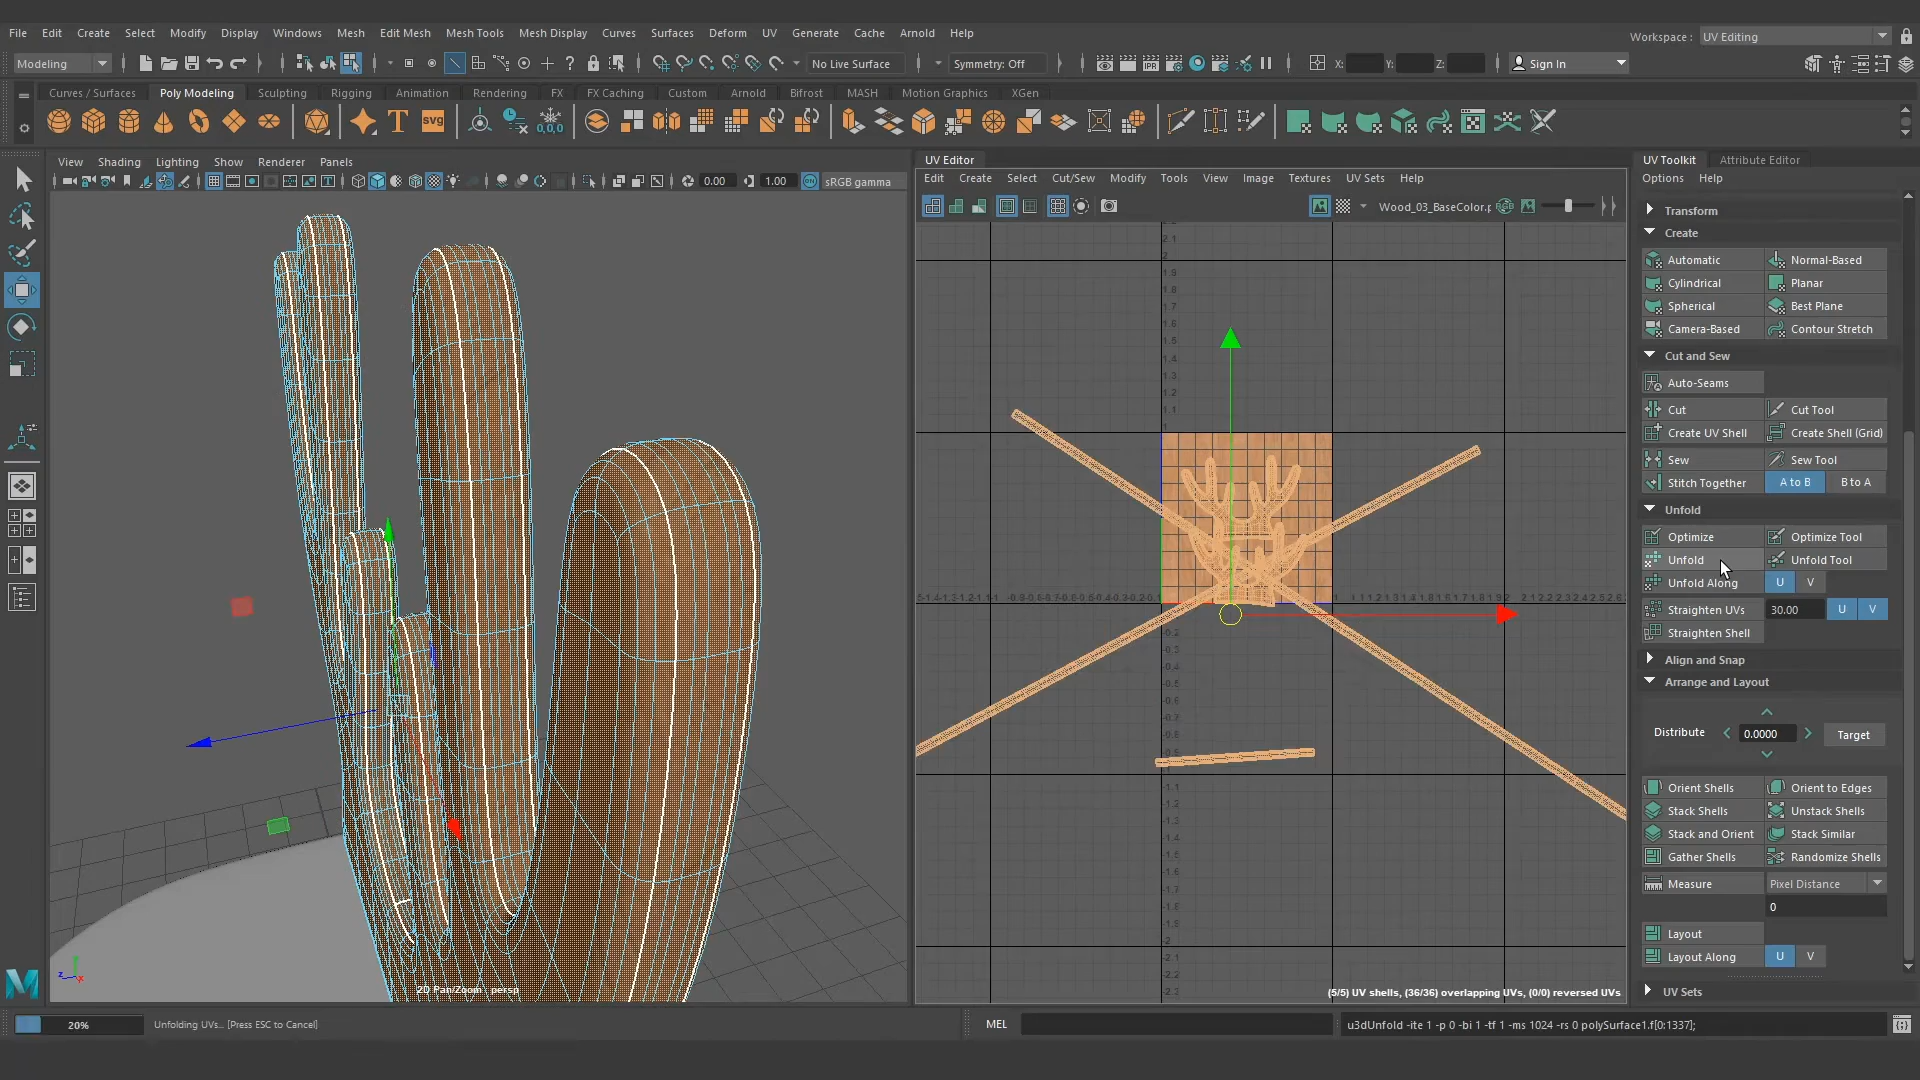 File Edit Create Select Modify Display Windows Mesh Edit Mesh Mesh Tools Mesh Display Curves Surfaces Deform UV Generate Cache Arnold Help
Workspace : UV Editing
Modeling No Live Surface Symmetry: Off X: Y: Z: Sign In
Curves / Surfaces Poly Modeling Sculpting Rigging Animation Rendering FX FX Caching Custom Arnold Bifrost MASH Motion Graphics XGen
svg
0,0,0
View Shading Lighting Show Renderer Panels
0.00 1.00 sRGB gamma
2D Pan/Zoom : persp
UV Editor
Edit Create Select Cut/Sew Modify Tools View Image Textures UV Sets Help
Wood_03_BaseColor.p
(5/5) UV shells, (36/36) overlapping UVs, (0/0) reversed UVs
UV Toolkit Attribute Editor
Options Help
Transform
Create
Automatic Normal-Based
Cylindrical Planar
Spherical Best Plane
Camera-Based Contour Stretch
Cut and Sew
Auto-Seams
Cut Cut Tool
Create UV Shell Create Shell (Grid)
Sew Sew Tool
Stitch Together A to B B to A
Unfold
Optimize Optimize Tool
Unfold Unfold Tool
Unfold Along U V
Straighten UVs 30.00 U V
Straighten Shell
Align and Snap
Arrange and Layout
Distribute 0.0000 Target
Orient Shells Orient to Edges
Stack Shells Unstack Shells
Stack and Orient Stack Similar
Gather Shells Randomize Shells
Measure Pixel Distance
0
Layout
Layout Along U V
UV Sets
20% Unfolding UVs... [Press ESC to Cancel] MEL u3dUnfold -ite 1 -p 0 -bi 1 -tf 1 -ms 1024 -rs 0 polySurface1.f[0:1337];